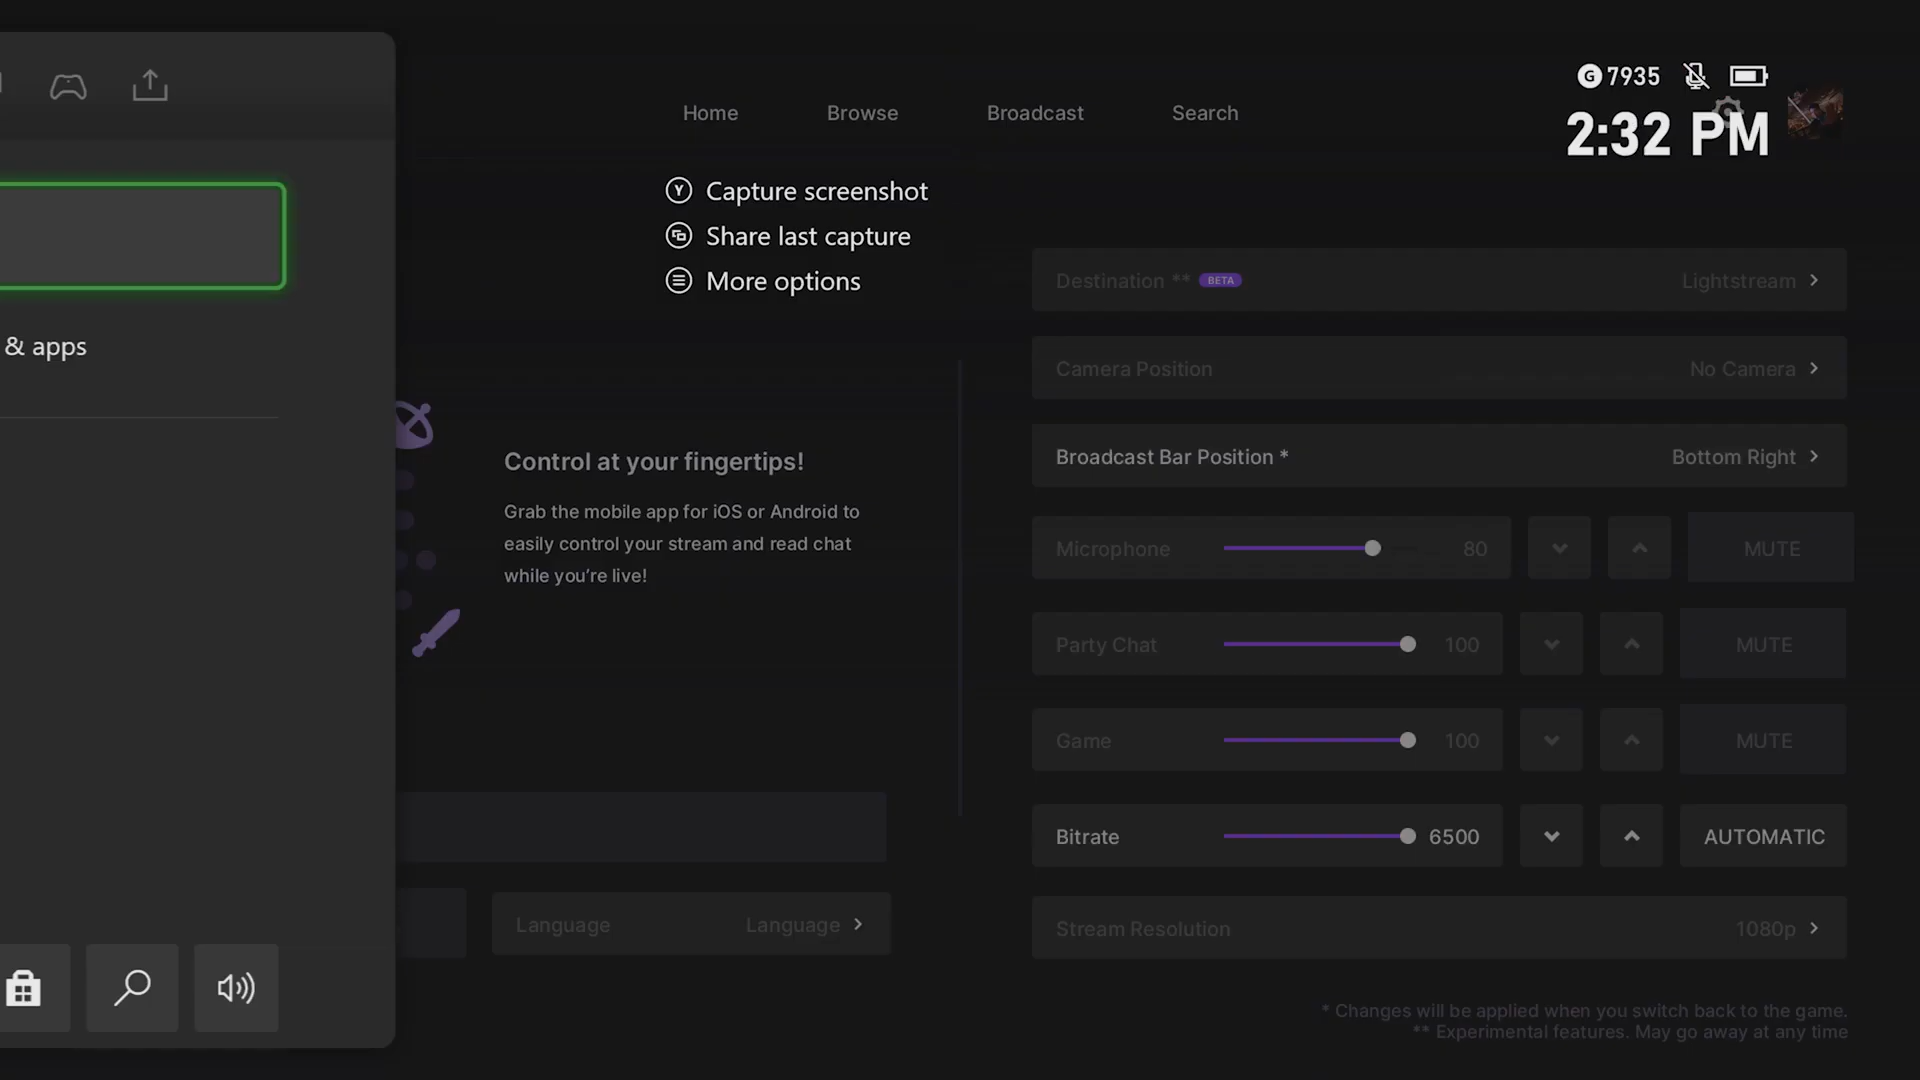 G 7935
2:32 PM
Home Browse Broadcast Search
Y Capture screenshot
Share last capture
More options
& apps
Control at your fingertips!
Grab the mobile app for iOS or Android to
easily control your stream and read chat
while you’re live!
Language Language
Destination ** BETA Lightstream
Camera Position No Camera
Broadcast Bar Position * Bottom Right
Microphone 80 MUTE
Party Chat 100 MUTE
Game 100 MUTE
Bitrate 6500 AUTOMATIC
Stream Resolution 1080p
* Changes will be applied when you switch back to the game.
** Experimental features. May go away at any time